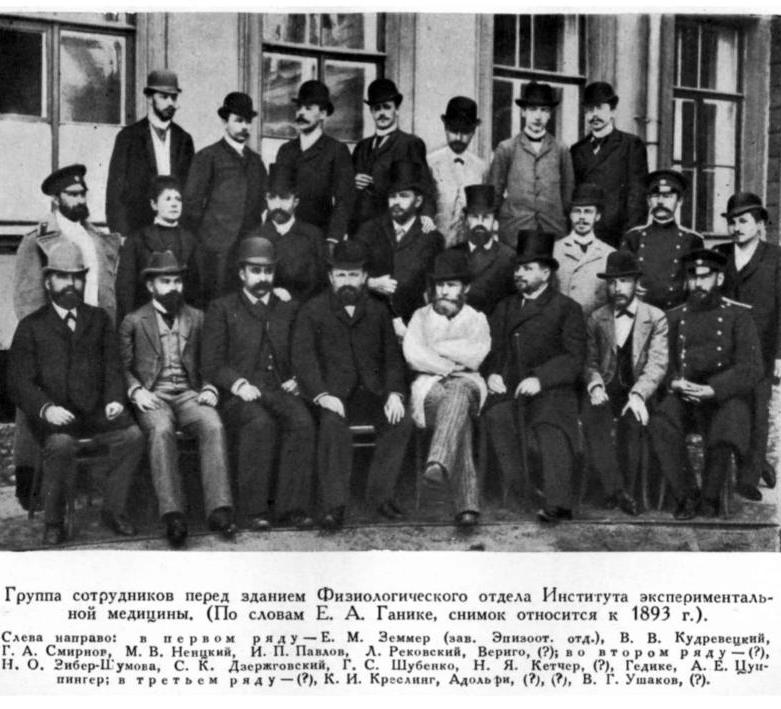 Группа сотрудников перед зданием Физиологического отдела Института эксперименталь-
ной медицины. (По словам Е. А. Ганике, снимок относится к 1893 г.).
Слева направо: в первом ряду — Е. М. Земмер (зав. Эпизоот. отд.), В. В. Кудревецкий,
Г. А. Смирнов, М. В. Ненцкий, И. П. Павлов, Л. Рековский, Вериго, (?); во втором ряду — (?),
Н. О. Зибер-Шумова, С. К. Дзержговский, Г. С. Шубенко, Н. Я. Кетчер, (?), Гедике, А. Е. Цун-
пингер; в третьем ряду — (?), К. И. Креслинг, Адольфи, (?), (?), В. Г. Ушаков, (?).